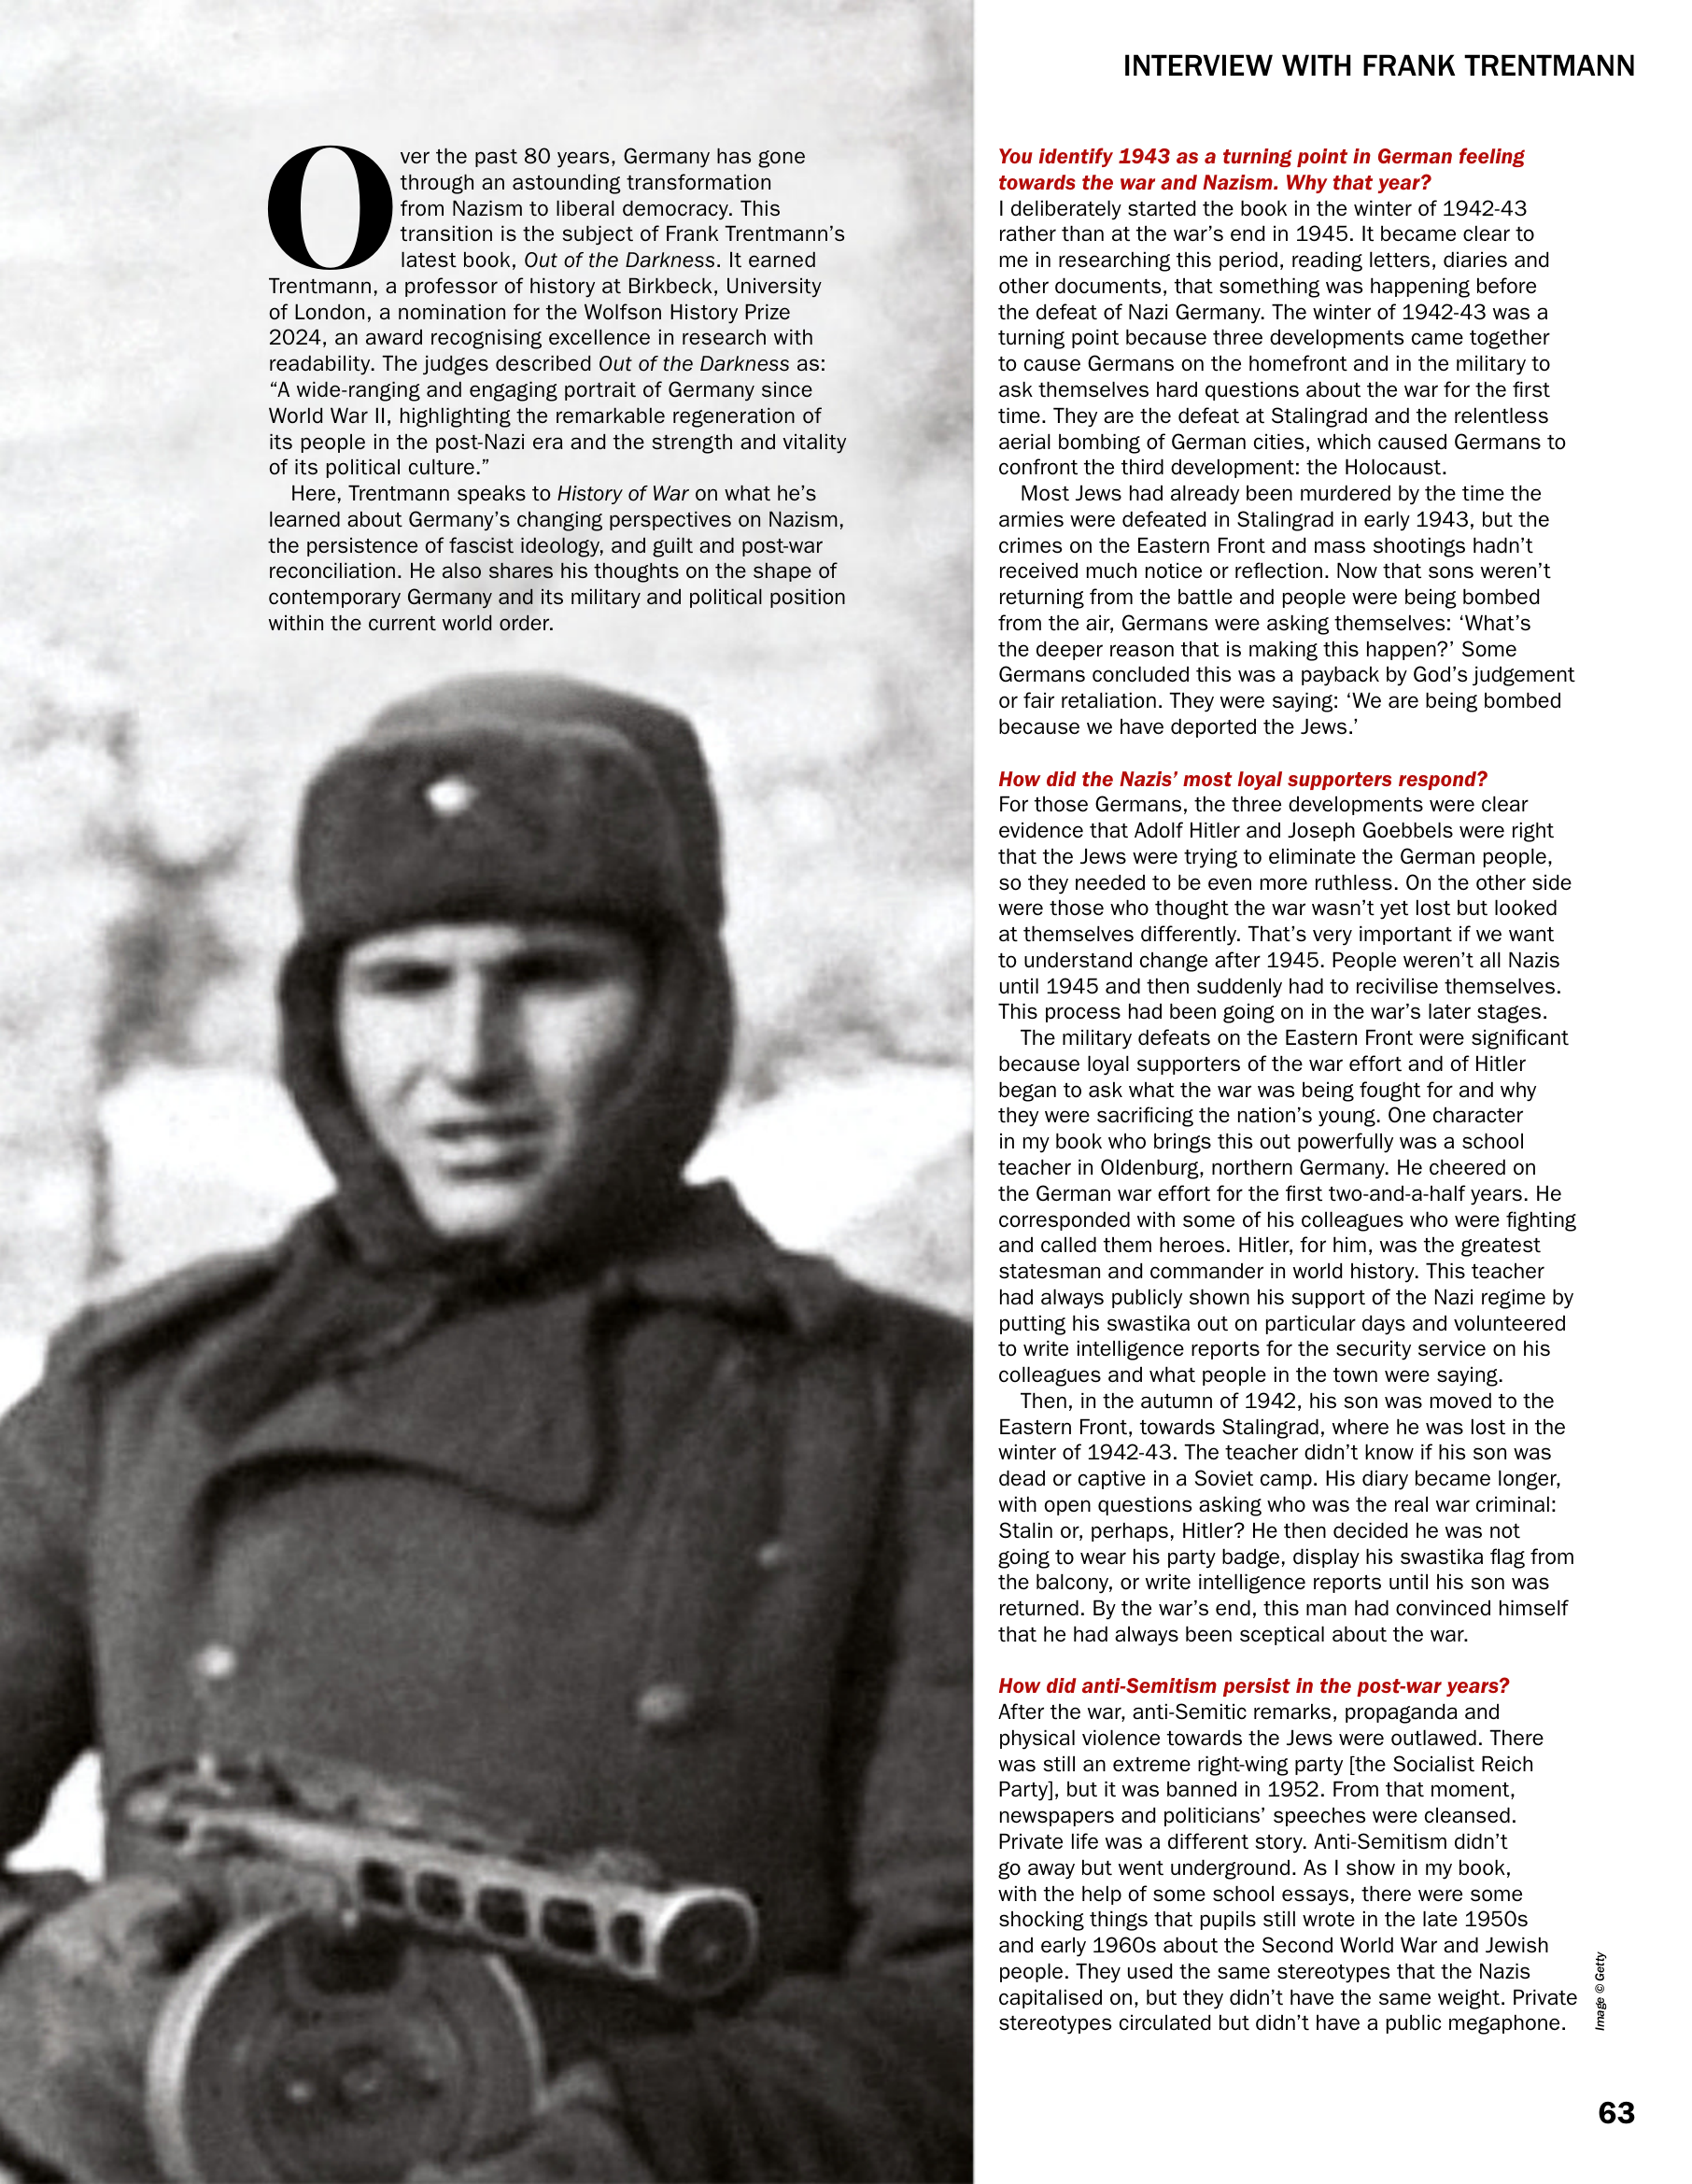 INTERVIEW WITH FRANK TRENTMANN
Over the past 80 years, Germany has gone
through an astounding transformation
from Nazism to liberal democracy. This
transition is the subject of Frank Trentmann’s
latest book, Out of the Darkness. It earned
Trentmann, a professor of history at Birkbeck, University
of London, a nomination for the Wolfson History Prize
2024, an award recognising excellence in research with
readability. The judges described Out of the Darkness as:
“A wide-ranging and engaging portrait of Germany since
World War II, highlighting the remarkable regeneration of
its people in the post-Nazi era and the strength and vitality
of its political culture.”
Here, Trentmann speaks to History of War on what he’s
learned about Germany’s changing perspectives on Nazism,
the persistence of fascist ideology, and guilt and post-war
reconciliation. He also shares his thoughts on the shape of
contemporary Germany and its military and political position
within the current world order.
You identify 1943 as a turning point in German feeling
towards the war and Nazism. Why that year?
I deliberately started the book in the winter of 1942-43
rather than at the war’s end in 1945. It became clear to
me in researching this period, reading letters, diaries and
other documents, that something was happening before
the defeat of Nazi Germany. The winter of 1942-43 was a
turning point because three developments came together
to cause Germans on the homefront and in the military to
ask themselves hard questions about the war for the first
time. They are the defeat at Stalingrad and the relentless
aerial bombing of German cities, which caused Germans to
confront the third development: the Holocaust.
Most Jews had already been murdered by the time the
armies were defeated in Stalingrad in early 1943, but the
crimes on the Eastern Front and mass shootings hadn’t
received much notice or reflection. Now that sons weren’t
returning from the battle and people were being bombed
from the air, Germans were asking themselves: ‘What’s
the deeper reason that is making this happen?’ Some
Germans concluded this was a payback by God’s judgement
or fair retaliation. They were saying: ‘We are being bombed
because we have deported the Jews.’
How did the Nazis’ most loyal supporters respond?
For those Germans, the three developments were clear
evidence that Adolf Hitler and Joseph Goebbels were right
that the Jews were trying to eliminate the German people,
so they needed to be even more ruthless. On the other side
were those who thought the war wasn’t yet lost but looked
at themselves differently. That’s very important if we want
to understand change after 1945. People weren’t all Nazis
until 1945 and then suddenly had to recivilise themselves.
This process had been going on in the war’s later stages.
The military defeats on the Eastern Front were significant
because loyal supporters of the war effort and of Hitler
began to ask what the war was being fought for and why
they were sacrificing the nation’s young. One character
in my book who brings this out powerfully was a school
teacher in Oldenburg, northern Germany. He cheered on
the German war effort for the first two-and-a-half years. He
corresponded with some of his colleagues who were fighting
and called them heroes. Hitler, for him, was the greatest
statesman and commander in world history. This teacher
had always publicly shown his support of the Nazi regime by
putting his swastika out on particular days and volunteered
to write intelligence reports for the security service on his
colleagues and what people in the town were saying.
Then, in the autumn of 1942, his son was moved to the
Eastern Front, towards Stalingrad, where he was lost in the
winter of 1942-43. The teacher didn’t know if his son was
dead or captive in a Soviet camp. His diary became longer,
with open questions asking who was the real war criminal:
Stalin or, perhaps, Hitler? He then decided he was not
going to wear his party badge, display his swastika flag from
the balcony, or write intelligence reports until his son was
returned. By the war’s end, this man had convinced himself
that he had always been sceptical about the war.
How did anti-Semitism persist in the post-war years?
After the war, anti-Semitic remarks, propaganda and
physical violence towards the Jews were outlawed. There
was still an extreme right-wing party [the Socialist Reich
Party], but it was banned in 1952. From that moment,
newspapers and politicians’ speeches were cleansed.
Private life was a different story. Anti-Semitism didn’t
go away but went underground. As I show in my book,
with the help of some school essays, there were some
shocking things that pupils still wrote in the late 1950s
and early 1960s about the Second World War and Jewish
people. They used the same stereotypes that the Nazis
capitalised on, but they didn’t have the same weight. Private
stereotypes circulated but didn’t have a public megaphone.
Image © Getty
63